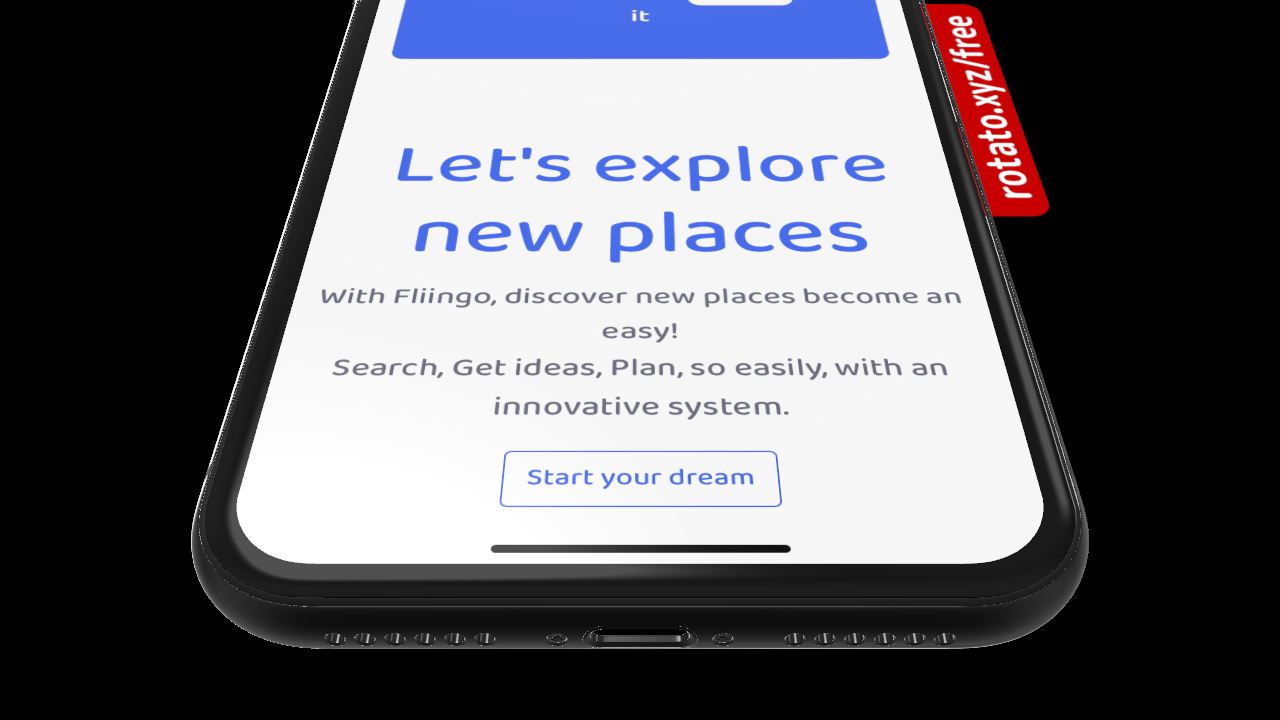 it
rotato.xyz/free
Let's explore
new places
With Fliingo, discover new places become an
easy!
Search, Get ideas, Plan, so easily, with an
innovative system.
Start your dream